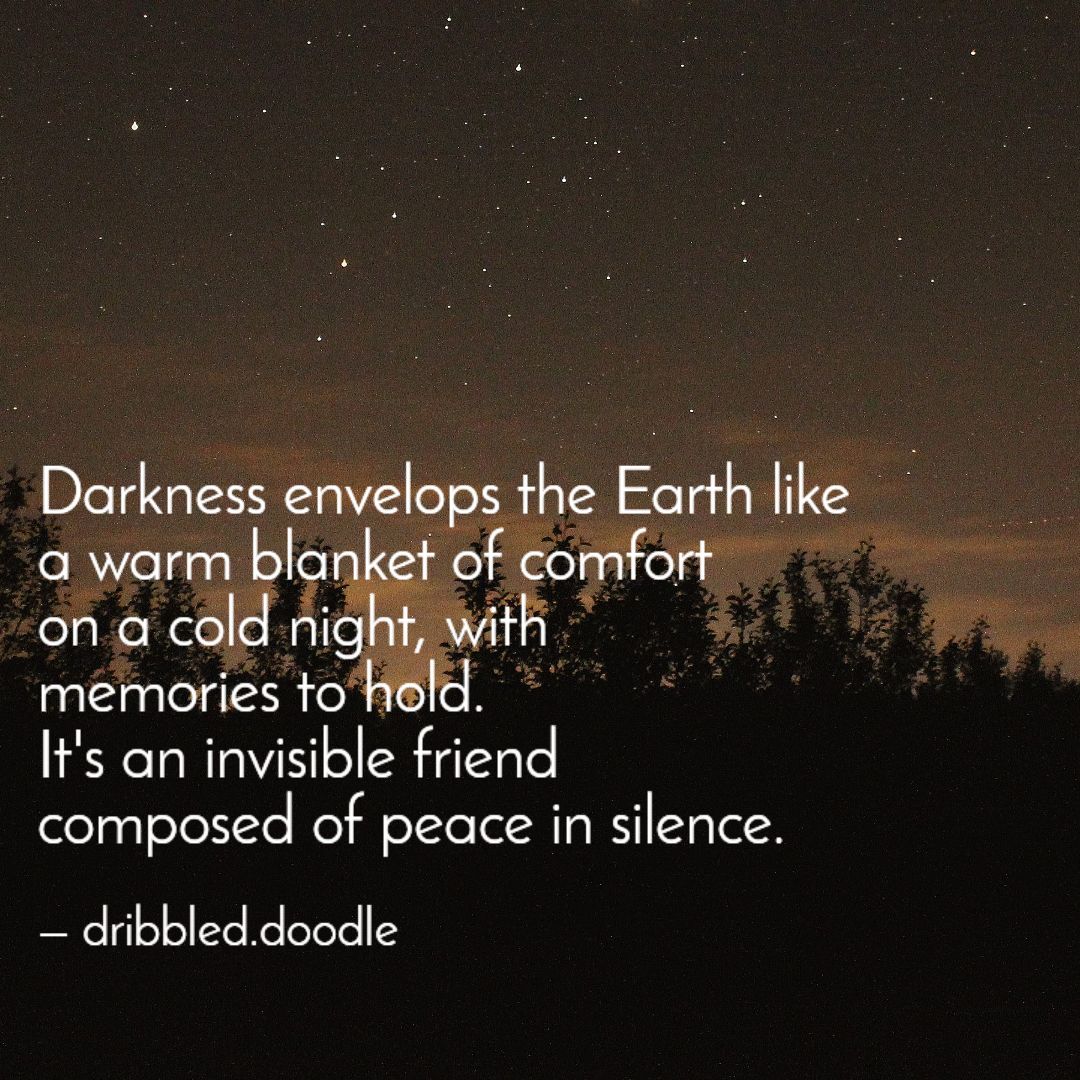 Darkness envelops the Earth like
a warm blanket of comfort
on a cold night, with
memories to hold.
It's an invisible friend
composed of peace in silence.
– dribbled.doodle